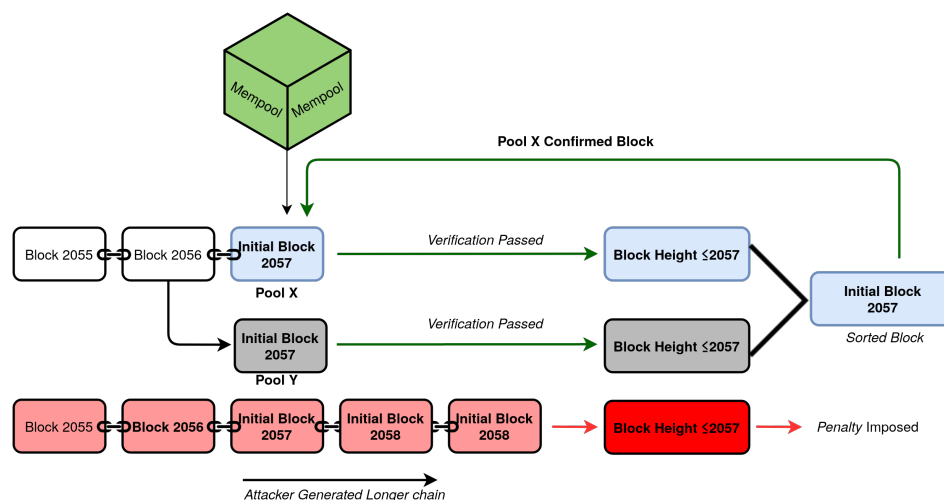 Mempool
Mempool
Pool X Confirmed Block
Block 2055
Block 2056
Initial Block
2057
Pool X
Verification Passed
Block Height ≤2057
Initial Block
2057
Sorted Block
Initial Block
2057
Pool Y
Verification Passed
Block Height ≤2057
Block 2055
Block 2056
Initial Block
2057
Initial Block
2058
Initial Block
2058
Block Height ≤2057
Penalty Imposed
Attacker Generated Longer chain